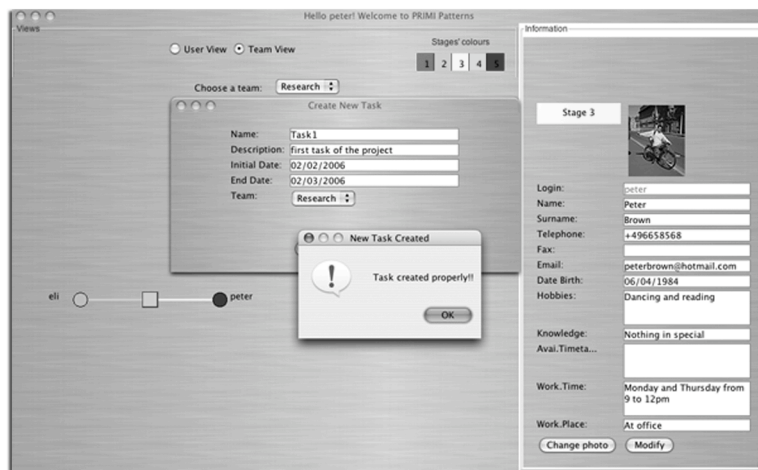 Hello peter! Welcome to PRIMI Patterns
Views
User View Team View
Stages' colours
1 2 3 4 5
Choose a team: Research
Create New Task
Name: Task1
Description: first task of the project
Initial Date: 02/02/2006
End Date: 02/03/2006
Team: Research
New Task Created
Task created properly!!
OK
eli
peter
Information
Stage 3
Login: peter
Name: Peter
Surname: Brown
Telephone: +496658568
Fax:
Email: peterbrown@hotmail.com
Date Birth: 06/04/1984
Hobbies: Dancing and reading
Knowledge: Nothing in special
Avai.Timeta...
Work.Time: Monday and Thursday from
9 to 12pm
Work.Place: At office
Change photo Modify